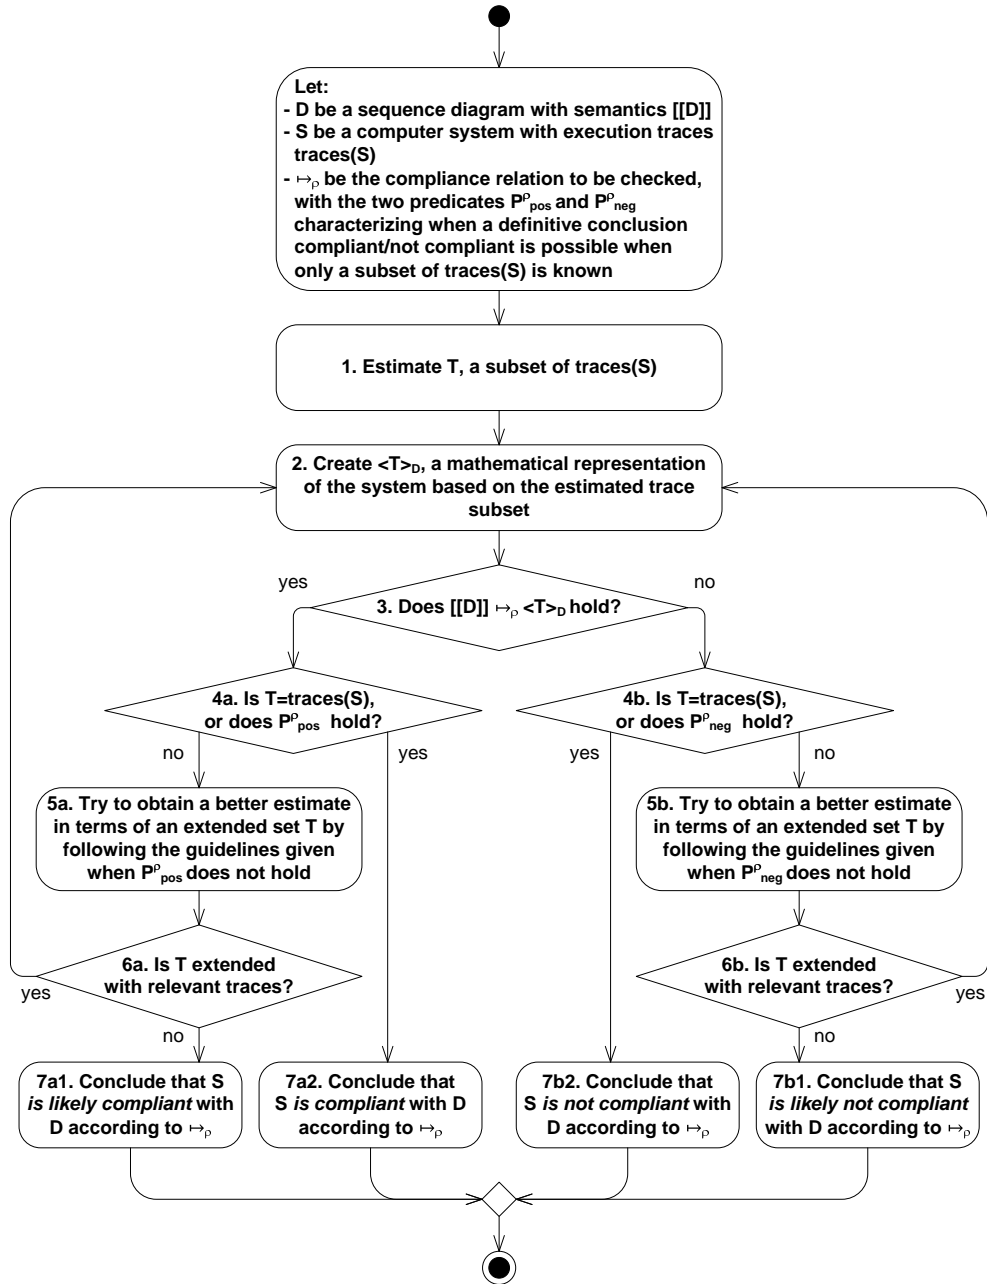 Let:
- D be a sequence diagram with semantics [[D]]
- S be a computer system with execution traces
traces(S)
- ↦ρ be the compliance relation to be checked,
with the two predicates Pρpos and Pρneg
characterizing when a definitive conclusion
compliant/not compliant is possible when
only a subset of traces(S) is known
1. Estimate T, a subset of traces(S)
2. Create <T>D, a mathematical representation
of the system based on the estimated trace
subset
yes
no
3. Does [[D]] ↦ρ <T>D hold?
4a. Is T=traces(S),
or does Pρpos hold?
4b. Is T=traces(S),
or does Pρneg hold?
no
yes
yes
no
5a. Try to obtain a better estimate
in terms of an extended set T by
following the guidelines given
when Pρpos does not hold
5b. Try to obtain a better estimate
in terms of an extended set T by
following the guidelines given
when Pρneg does not hold
6a. Is T extended
with relevant traces?
6b. Is T extended
with relevant traces?
yes
yes
no
no
7a1. Conclude that S
is likely compliant with
D according to ↦ρ
7a2. Conclude that
S is compliant with D
according to ↦ρ
7b2. Conclude that
S is not compliant with
D according to ↦ρ
7b1. Conclude that S
is likely not compliant
with D according to ↦ρ